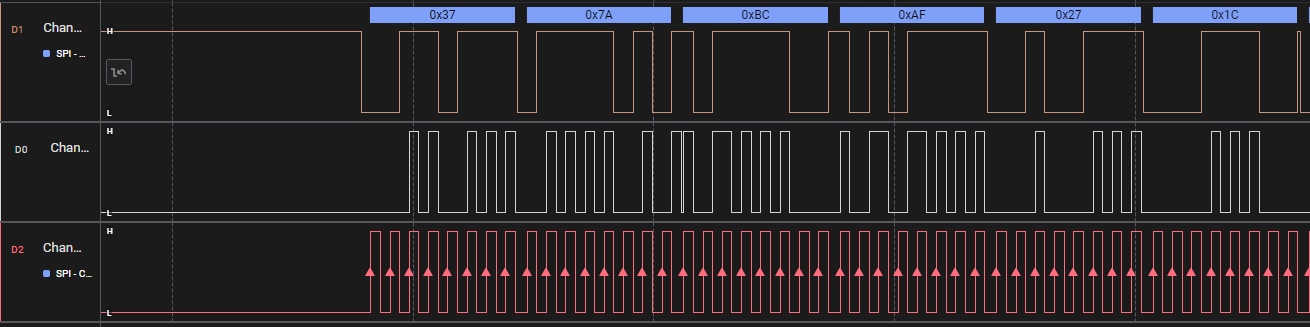 0x37 0x7A 0xBC 0xAF 0x27 0x1C
D1 Chan... H
SPI - ...
L
H
D0 Chan...
L
H
D2 Chan...
SPI - C...
L